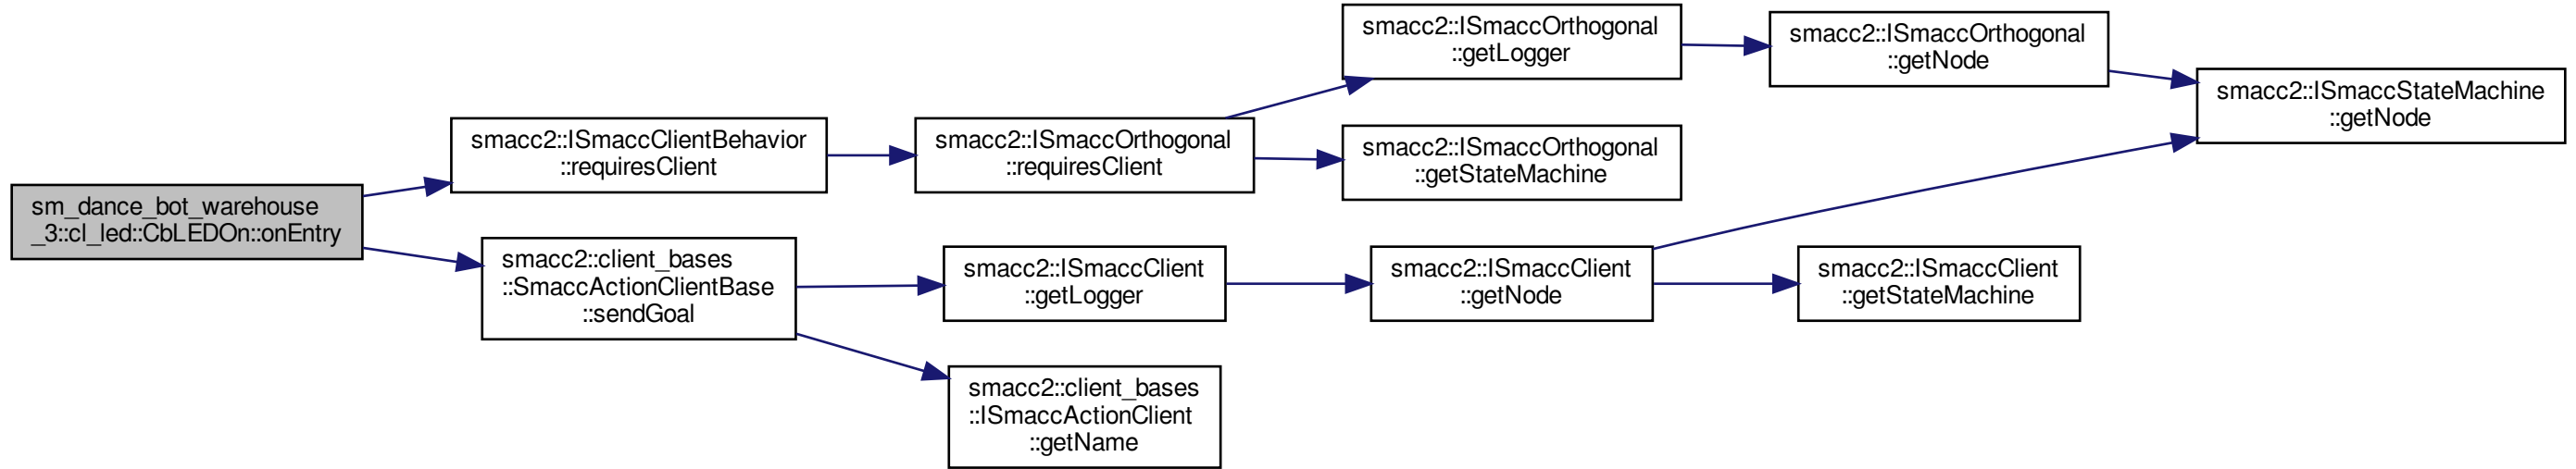 sm_dance_bot_warehouse
_3::cl_led::CbLEDOn::onEntry
smacc2::ISmaccClientBehavior
::requiresClient
smacc2::ISmaccOrthogonal
::requiresClient
smacc2::ISmaccOrthogonal
::getLogger
smacc2::ISmaccOrthogonal
::getNode
smacc2::ISmaccStateMachine
::getNode
smacc2::ISmaccOrthogonal
::getStateMachine
smacc2::client_bases
::SmaccActionClientBase
::sendGoal
smacc2::ISmaccClient
::getLogger
smacc2::ISmaccClient
::getNode
smacc2::ISmaccClient
::getStateMachine
smacc2::client_bases
::ISmaccActionClient
::getName